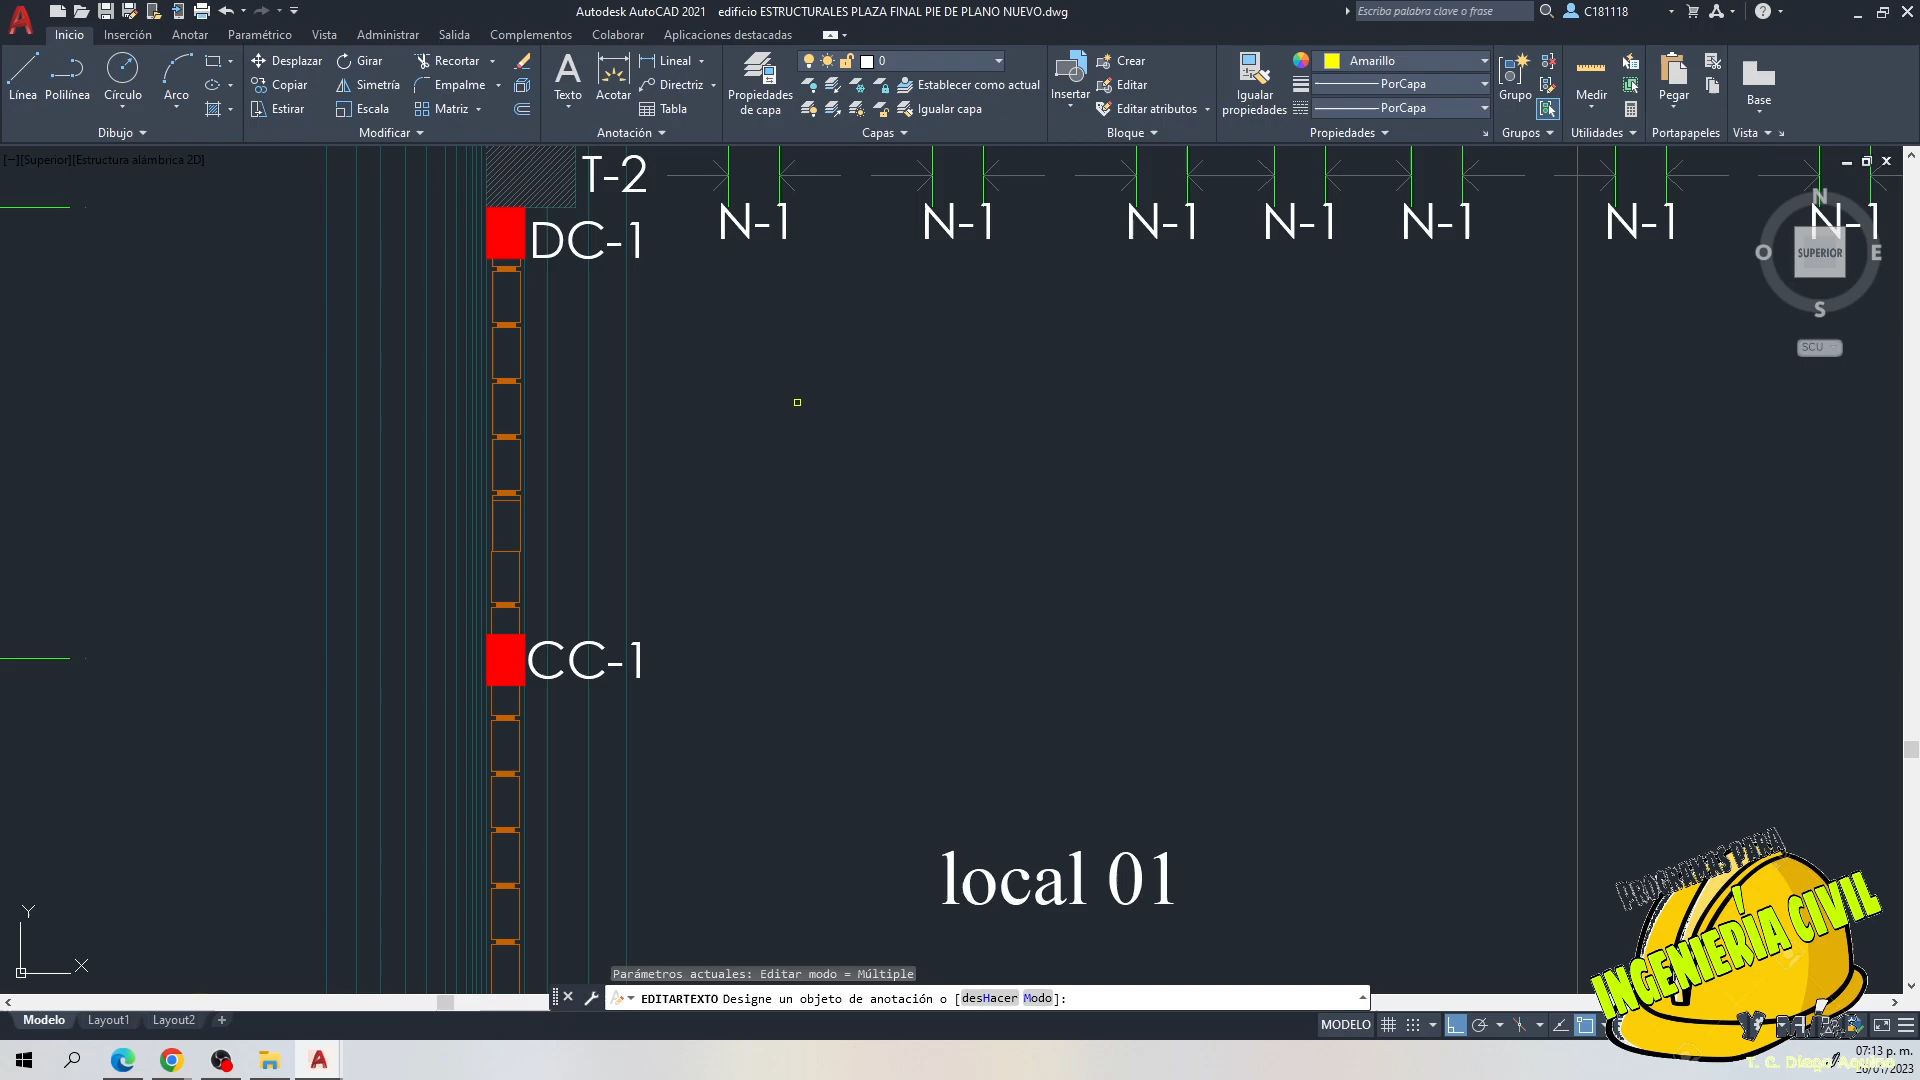 Autodesk AutoCAD 2021 edificio ESTRUCTURALES PLAZA FINAL PIE DE PLANO NUEVO.dwg
Escriba palabra clave o frase
C181118
Inicio Inserción Anotar Paramétrico Vista Administrar Salida Complementos Colaborar Aplicaciones destacadas
Línea Polilínea Círculo Arco
Desplazar Girar Recortar
Copiar Simetría Empalme
Estirar Escala Matriz
Texto Acotar
Lineal
Directriz
Tabla
Propiedades de capa
0
Establecer como actual
Igualar capa
Insertar
Crear
Editar
Editar atributos
Igualar propiedades
Amarillo
PorCapa
PorCapa
Grupo
Medir
Pegar
Base
Dibujo Modificar Anotación Capas Bloque Propiedades Grupos Utilidades Portapapeles Vista
[−][Superior][Estructura alámbrica 2D]
T-2
DC-1
N-1 N-1 N-1 N-1 N-1 N-1 N-1
N
O SUPERIOR E
S
SCU
CC-1
local 01
Y
X
PROGRAMAS PARA
INGENIERÍA CIVIL
Parámetros actuales: Editar modo = Múltiple
EDITARTEXTO Designe un objeto de anotación o [desHacer Modo]:
Modelo Layout1 Layout2 +
MODELO
07:13 p. m.
26/01/2023